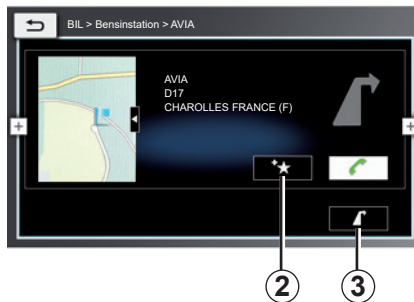 BIL > Bensinstation > AVIA
AVIA
D17
CHAROLLES FRANCE (F)
2
3